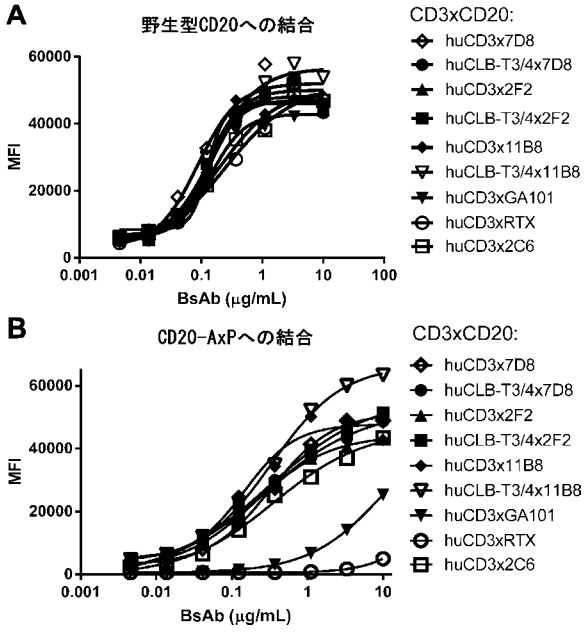 A
野生型CD20への結合
CD3xCD20:
huCD3x7D8
huCLB-T3/4x7D8
huCD3x2F2
huCLB-T3/4x2F2
huCD3x11B8
huCLB-T3/4x11B8
huCD3xGA101
huCD3xRTX
huCD3x2C6
MFI
60000
40000
20000
0
0.001 0.01 0.1 1 10 100
BsAb (µg/mL)
B
CD20-AxPへの結合
CD3xCD20:
huCD3x7D8
huCLB-T3/4x7D8
huCD3x2F2
huCLB-T3/4x2F2
huCD3x11B8
huCLB-T3/4x11B8
huCD3xGA101
huCD3xRTX
huCD3x2C6
MFI
60000
40000
20000
0
0.001 0.01 0.1 1 10
BsAb (µg/mL)